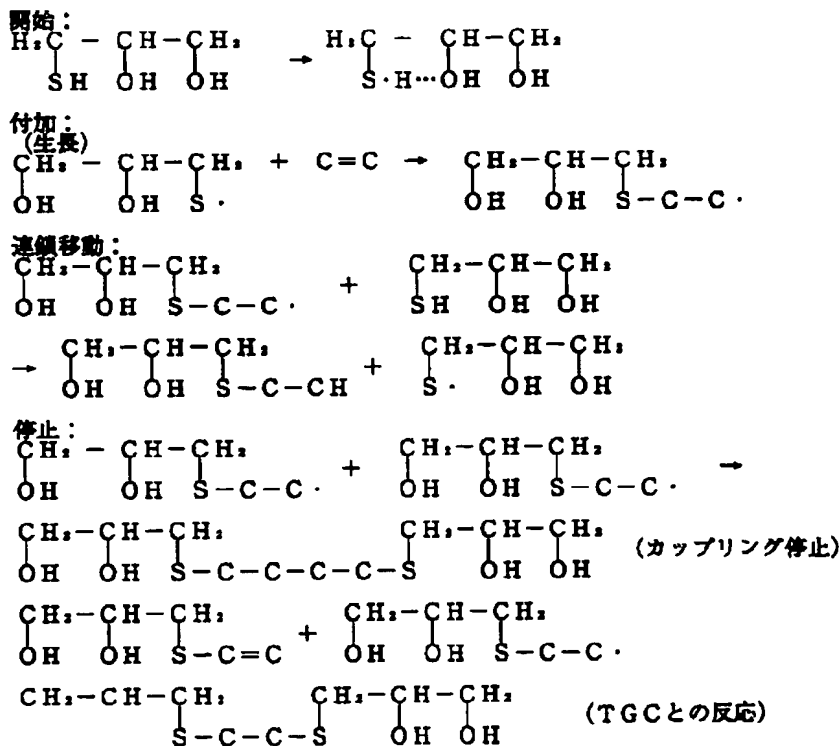 開始：
H₂C － CH－CH₂ H₂C － CH－CH₂
→
SH OH OH S・H…OH OH
付加：
（生長）
CH₂－CH－CH₂ ＋ C＝C → CH₂－CH－CH₂
OH OH S・ OH OH S－C－C・
連鎖移動：
CH₂－CH－CH₂ ＋ CH₂－CH－CH₂
OH OH S－C－C・ SH OH OH
→ CH₂－CH－CH₂ ＋ CH₂－CH－CH₂
OH OH S－C－CH S・ OH OH
停止：
CH₂－CH－CH₂ ＋ CH₂－CH－CH₂ →
OH OH S－C－C・ OH OH S－C－C・
CH₂－CH－CH₂ CH₂－CH－CH₂ （カップリング停止）
OH OH S－C－C－C－C－S OH OH
CH₂－CH－CH₂ ＋ CH₂－CH－CH₂
OH OH S－C＝C OH OH S－C－C・
CH₂－CH－CH₂ CH₂－CH－CH₂ （TGCとの反応）
S－C－C－S OH OH